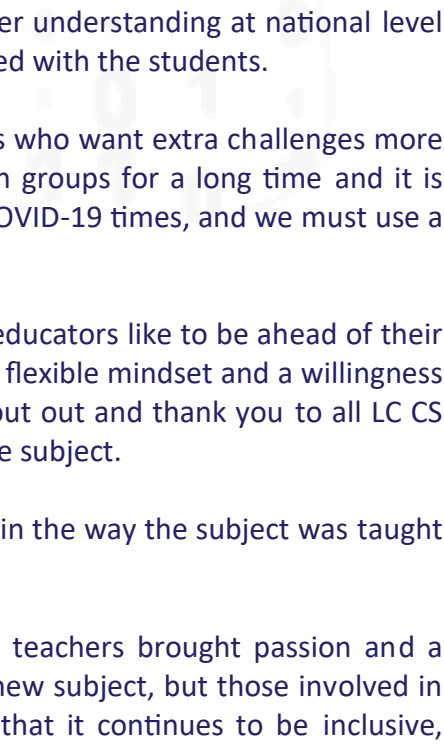 er understanding at national level
ed with the students.
s who want extra challenges more
n groups for a long time and it is
OVID-19 times, and we must use a
educators like to be ahead of their
flexible mindset and a willingness
out out and thank you to all LC CS
e subject.
in the way the subject was taught
teachers brought passion and a
new subject, but those involved in
that it continues to be inclusive,